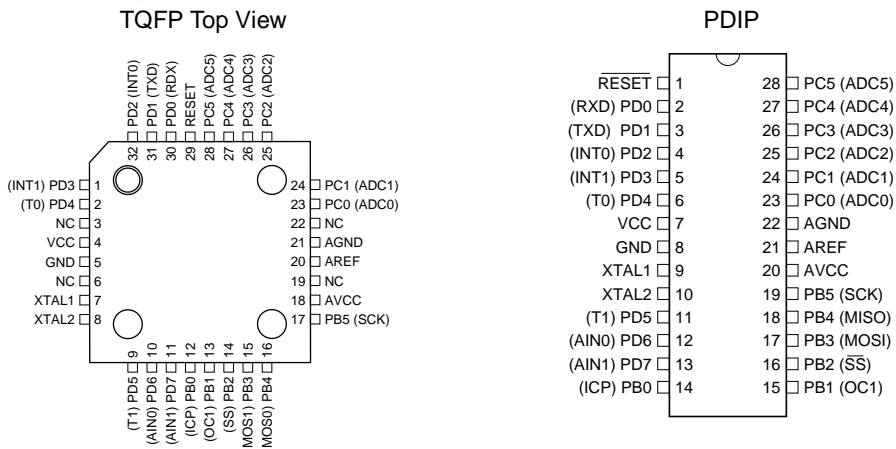 TQFP Top View
PD2 (INT0)
PD1 (TXD)
PD0 (RDX)
RESET
PC5 (ADC5)
PC4 (ADC4)
PC3 (ADC3)
PC2 (ADC2)
32 31 30 29 28 27 26 25
(INT1) PD3 1
(T0) PD4 2
NC 3
VCC 4
GND 5
NC 6
XTAL1 7
XTAL2 8
24 PC1 (ADC1)
23 PC0 (ADC0)
22 NC
21 AGND
20 AREF
19 NC
18 AVCC
17 PB5 (SCK)
9 10 11 12 13 14 15 16
(T1) PD5
(AIN0) PD6
(AIN1) PD7
(ICP) PB0
(OC1) PB1
(SS) PB2
MOS1) PB3
MOS0) PB4
PDIP
RESET 1
(RXD) PD0 2
(TXD) PD1 3
(INT0) PD2 4
(INT1) PD3 5
(T0) PD4 6
VCC 7
GND 8
XTAL1 9
XTAL2 10
(T1) PD5 11
(AIN0) PD6 12
(AIN1) PD7 13
(ICP) PB0 14
28 PC5 (ADC5)
27 PC4 (ADC4)
26 PC3 (ADC3)
25 PC2 (ADC2)
24 PC1 (ADC1)
23 PC0 (ADC0)
22 AGND
21 AREF
20 AVCC
19 PB5 (SCK)
18 PB4 (MISO)
17 PB3 (MOSI)
16 PB2 (SS)
15 PB1 (OC1)